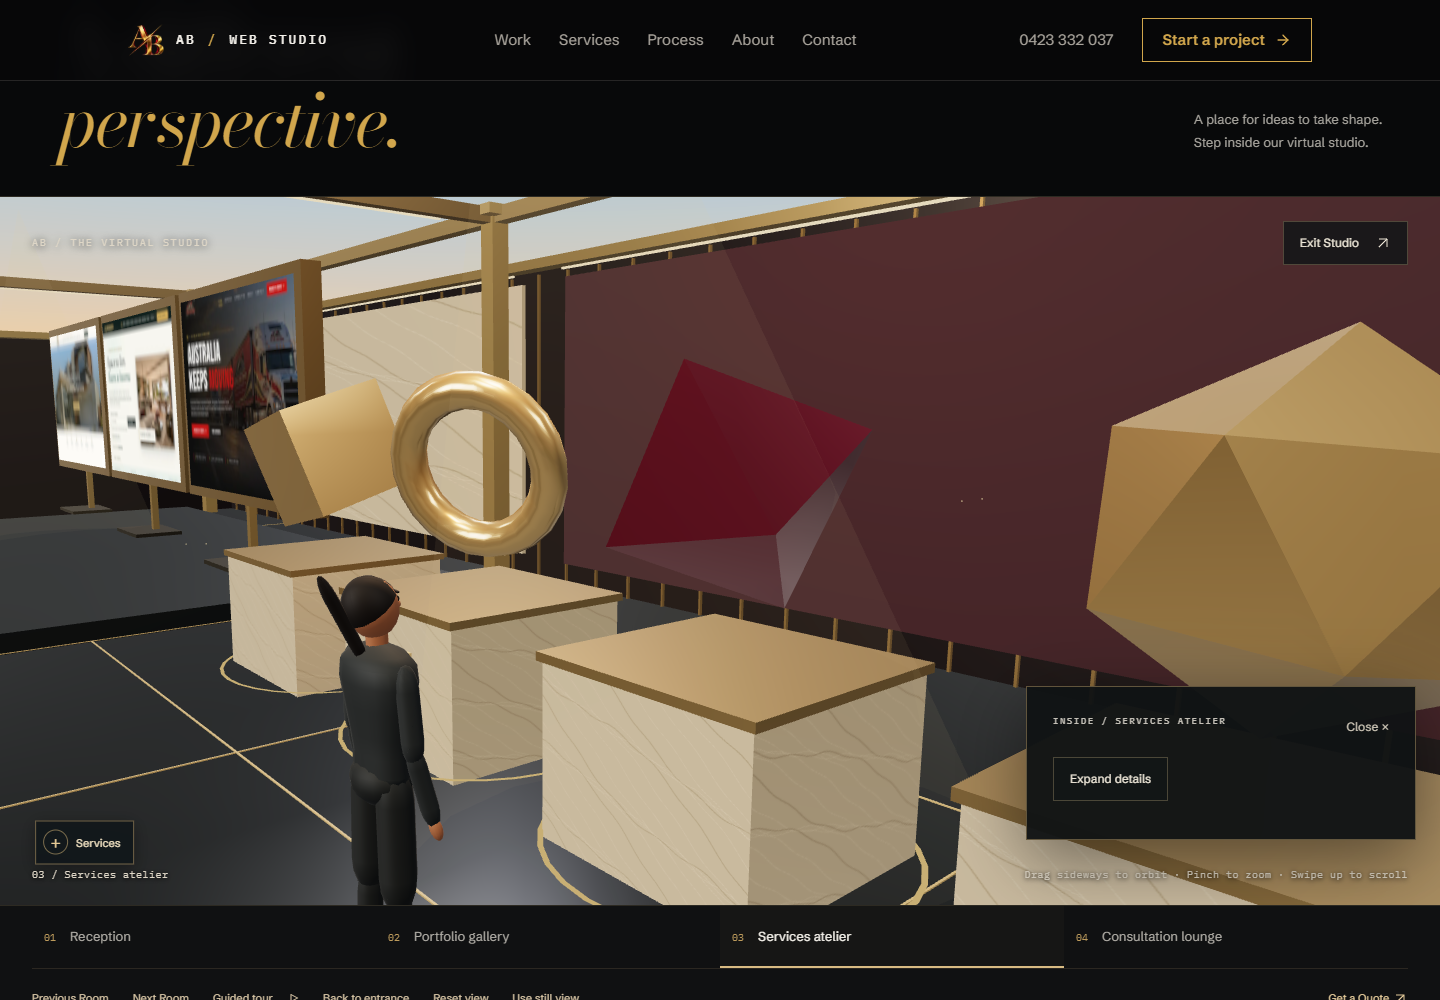 AB / WEB STUDIO
Work
Services
Process
About
Contact
0423 332 037
Start a project
perspective.
A place for ideas to take shape.
Step inside our virtual studio.
AB / THE VIRTUAL STUDIO
Exit Studio
AUSTRALIA
KEEPS MOVING
INSIDE / SERVICES ATELIER
Close ×
Expand details
+ Services
03 / Services atelier
Drag sideways to orbit · Pinch to zoom · Swipe up to scroll
01 Reception
02 Portfolio gallery
03 Services atelier
04 Consultation lounge
Previous Room
Next Room
Guided tour
Back to entrance
Reset view
Use still view
Get a Quote